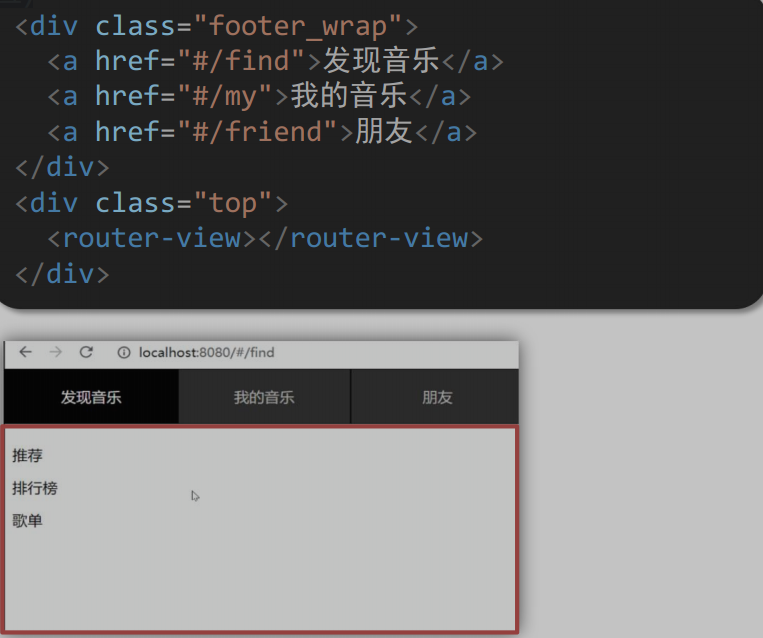 <div class="footer_wrap">
  <a href="#/find">发现音乐</a>
  <a href="#/my">我的音乐</a>
  <a href="#/friend">朋友</a>
</div>
<div class="top">
  <router-view></router-view>
</div>
localhost:8080/#/find
发现音乐 我的音乐 朋友
推荐
排行榜
歌单